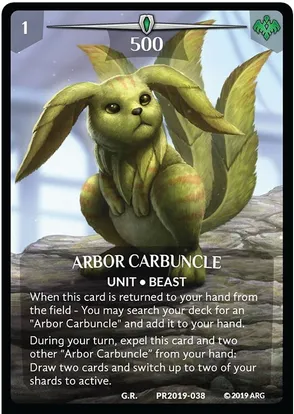 1
500
ARBOR CARBUNCLE
UNIT • BEAST
When this card is returned to your hand from
the field - You may search your deck for an
"Arbor Carbuncle" and add it to your hand.
During your turn, expel this card and two
other "Arbor Carbuncle" from your hand:
Draw two cards and switch up to two of your
shards to active.
G.R. PR2019-038 ©2019 ARG